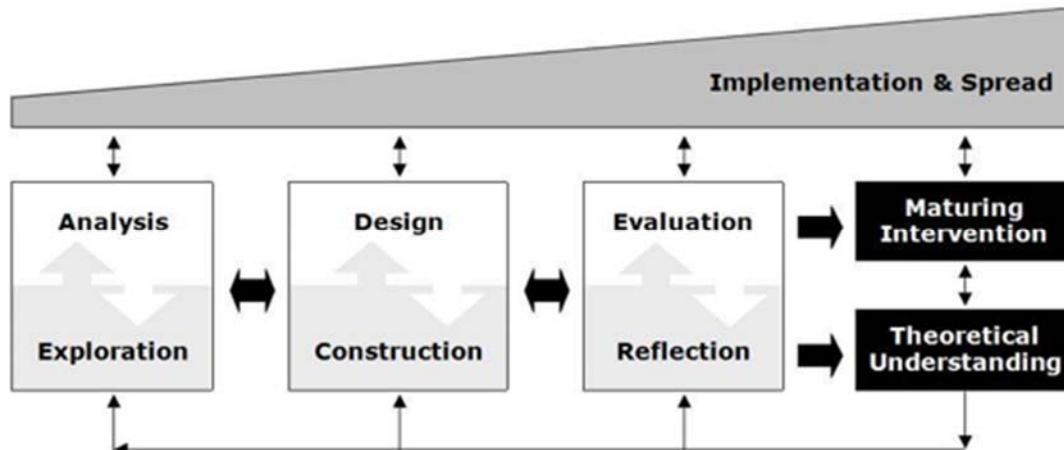 Implementation & Spread
Analysis
Exploration
Design
Construction
Evaluation
Reflection
Maturing
Intervention
Theoretical
Understanding